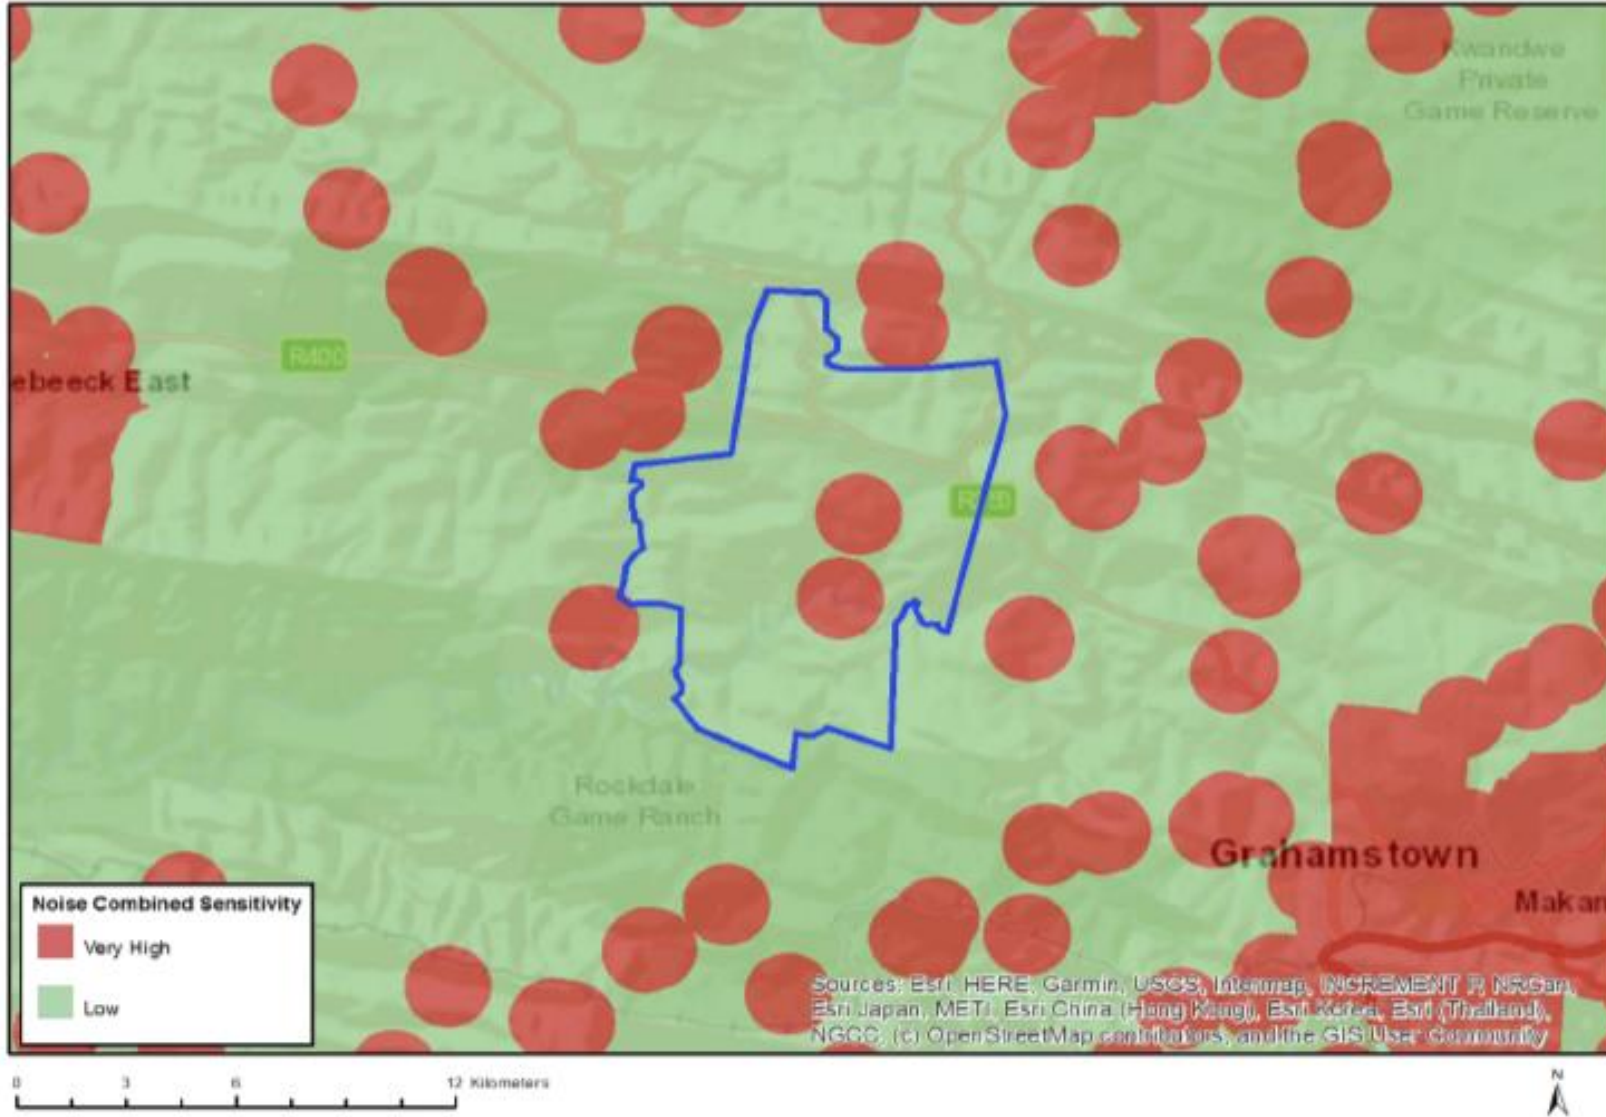 Kwandwe
Private
Game Reserve
R400
ebeeck East
Rockdale
Game Ranch
Grahamstown
Makan
Noise Combined Sensitivity
Very High
Low
Sources: Esri, HERE, Garmin, USGS, Intermap, INCREMENT P, NRCan,
Esri Japan, METI, Esri China (Hong Kong), Esri Korea, Esri (Thailand),
NGCC, (c) OpenStreetMap contributors, and the GIS User Community
0 3 6 12 Kilometers
N